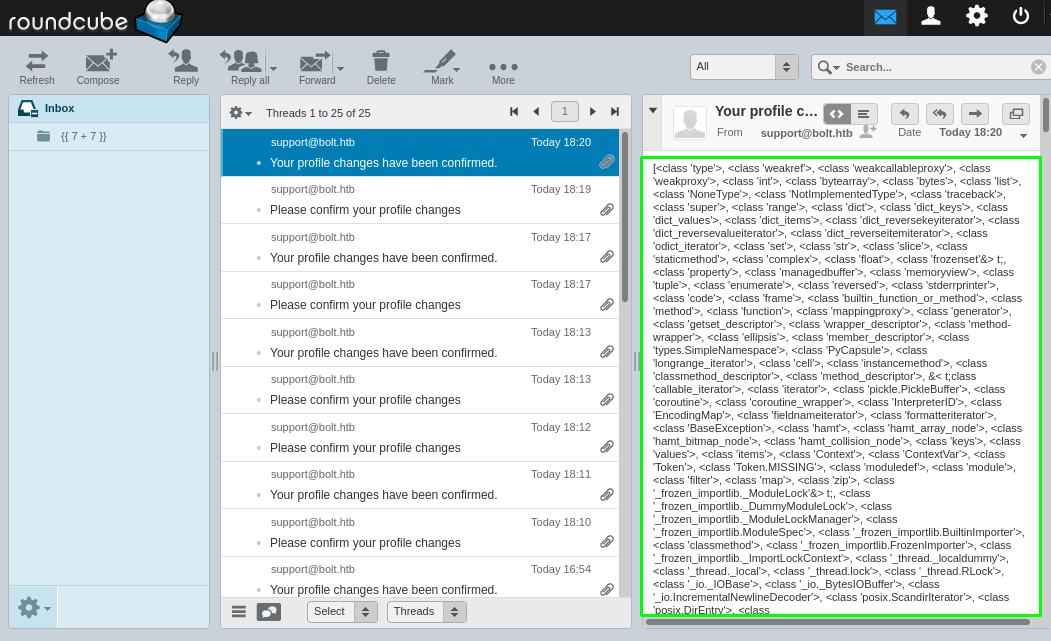 roundcube
Refresh
Compose
Reply
Reply all
Forward
Delete
Mark
More
All
Search...
Inbox
{{ 7 + 7 }}
Threads 1 to 25 of 25
1
support@bolt.htb Today 18:20
Your profile changes have been confirmed.
support@bolt.htb Today 18:19
Please confirm your profile changes
support@bolt.htb Today 18:17
Your profile changes have been confirmed.
support@bolt.htb Today 18:17
Please confirm your profile changes
support@bolt.htb Today 18:13
Your profile changes have been confirmed.
support@bolt.htb Today 18:13
Please confirm your profile changes
support@bolt.htb Today 18:12
Please confirm your profile changes
support@bolt.htb Today 18:11
Your profile changes have been confirmed.
support@bolt.htb Today 18:10
Please confirm your profile changes
support@bolt.htb Today 16:54
Your profile changes have been confirmed.
Select
Threads
Your profile c...
From support@bolt.htb Date Today 18:20
[<class 'type'>, <class 'weakref'>, <class 'weakcallableproxy'>, <class
'weakproxy'>, <class 'int'>, <class 'bytearray'>, <class 'bytes'>, <class 'list'>,
<class 'NoneType'>, <class 'NotImplementedType'>, <class 'traceback'>,
<class 'super'>, <class 'range'>, <class 'dict'>, <class 'dict_keys'>, <class
'dict_values'>, <class 'dict_items'>, <class 'dict_reversekeyiterator'>, <class
'dict_reversevalueiterator'>, <class 'dict_reverseitemiterator'>, <class
'odict_iterator'>, <class 'set'>, <class 'str'>, <class 'slice'>, <class
'staticmethod'>, <class 'complex'>, <class 'float'>, <class 'frozenset'&> t;,
<class 'property'>, <class 'managedbuffer'>, <class 'memoryview'>, <class
'tuple'>, <class 'enumerate'>, <class 'reversed'>, <class 'stderrprinter'>,
<class 'code'>, <class 'frame'>, <class 'builtin_function_or_method'>, <class
'method'>, <class 'function'>, <class 'mappingproxy'>, <class 'generator'>,
<class 'getset_descriptor'>, <class 'wrapper_descriptor'>, <class 'method-
wrapper'>, <class 'ellipsis'>, <class 'member_descriptor'>, <class
'types.SimpleNamespace'>, <class 'PyCapsule'>, <class
'longrange_iterator'>, <class 'cell'>, <class 'instancemethod'>, <class
'classmethod_descriptor'>, <class 'method_descriptor'>, &< t;class
'callable_iterator'>, <class 'iterator'>, <class 'pickle.PickleBuffer'>, <class
'coroutine'>, <class 'coroutine_wrapper'>, <class 'InterpreterID'>, <class
'EncodingMap'>, <class 'fieldnameiterator'>, <class 'formatteriterator'>,
<class 'BaseException'>, <class 'hamt'>, <class 'hamt_array_node'>, <class
'hamt_bitmap_node'>, <class 'hamt_collision_node'>, <class 'keys'>, <class
'values'>, <class 'items'>, <class 'Context'>, <class 'ContextVar'>, <class
'Token'>, <class 'Token.MISSING'>, <class 'moduledef'>, <class 'module'>,
<class 'filter'>, <class 'map'>, <class 'zip'>, <class
'_frozen_importlib._ModuleLock'&> t;, <class
'_frozen_importlib._DummyModuleLock'>, <class
'_frozen_importlib._ModuleLockManager'>, <class
'_frozen_importlib.ModuleSpec'>, <class '_frozen_importlib.BuiltinImporter'>,
<class 'classmethod'>, <class '_frozen_importlib.FrozenImporter'>, <class
'_frozen_importlib._ImportLockContext'>, <class '_thread._localdummy'>,
<class '_thread._local'>, <class '_thread.lock'>, <class '_thread.RLock'>,
<class '_io._IOBase'>, <class '_io._BytesIOBuffer'>, <class
'_io.IncrementalNewlineDecoder'>, <class 'posix.ScandirIterator'>, <class
'posix.DirEntry'>, <class